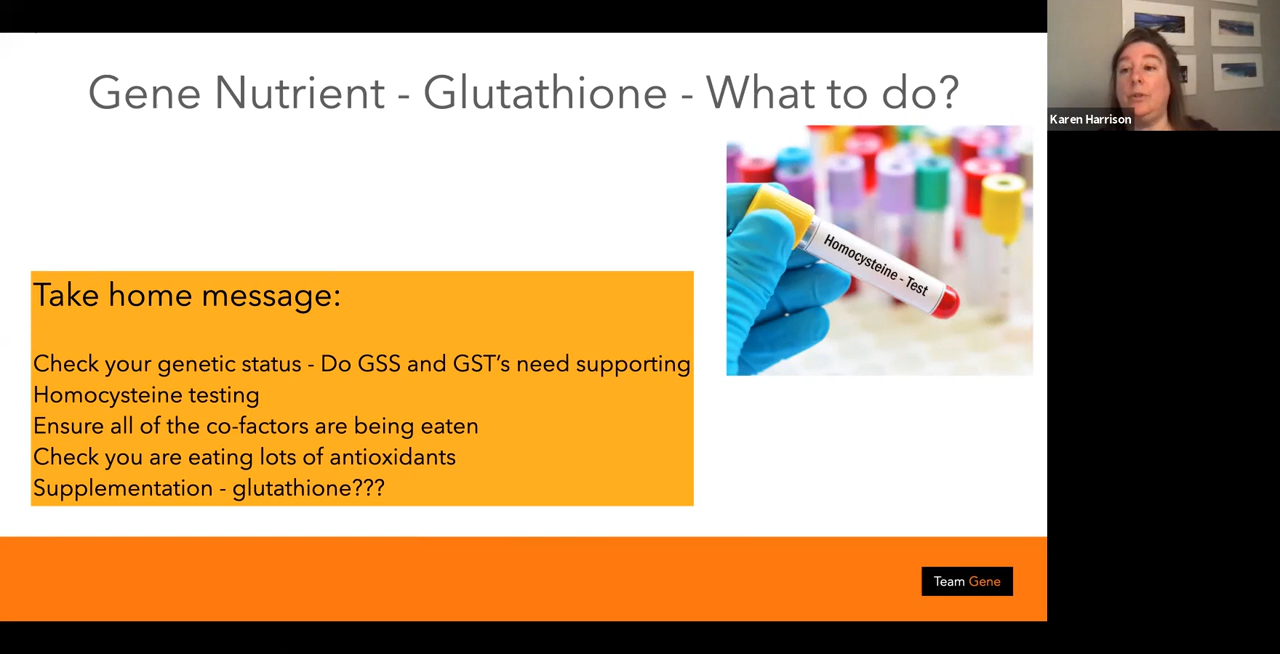 Gene Nutrient - Glutathione - What to do?
Karen Harrison
Homocysteine - Test
Take home message:
Check your genetic status - Do GSS and GST's need supporting
Homocysteine testing
Ensure all of the co-factors are being eaten
Check you are eating lots of antioxidants
Supplementation - glutathione???
Team Gene